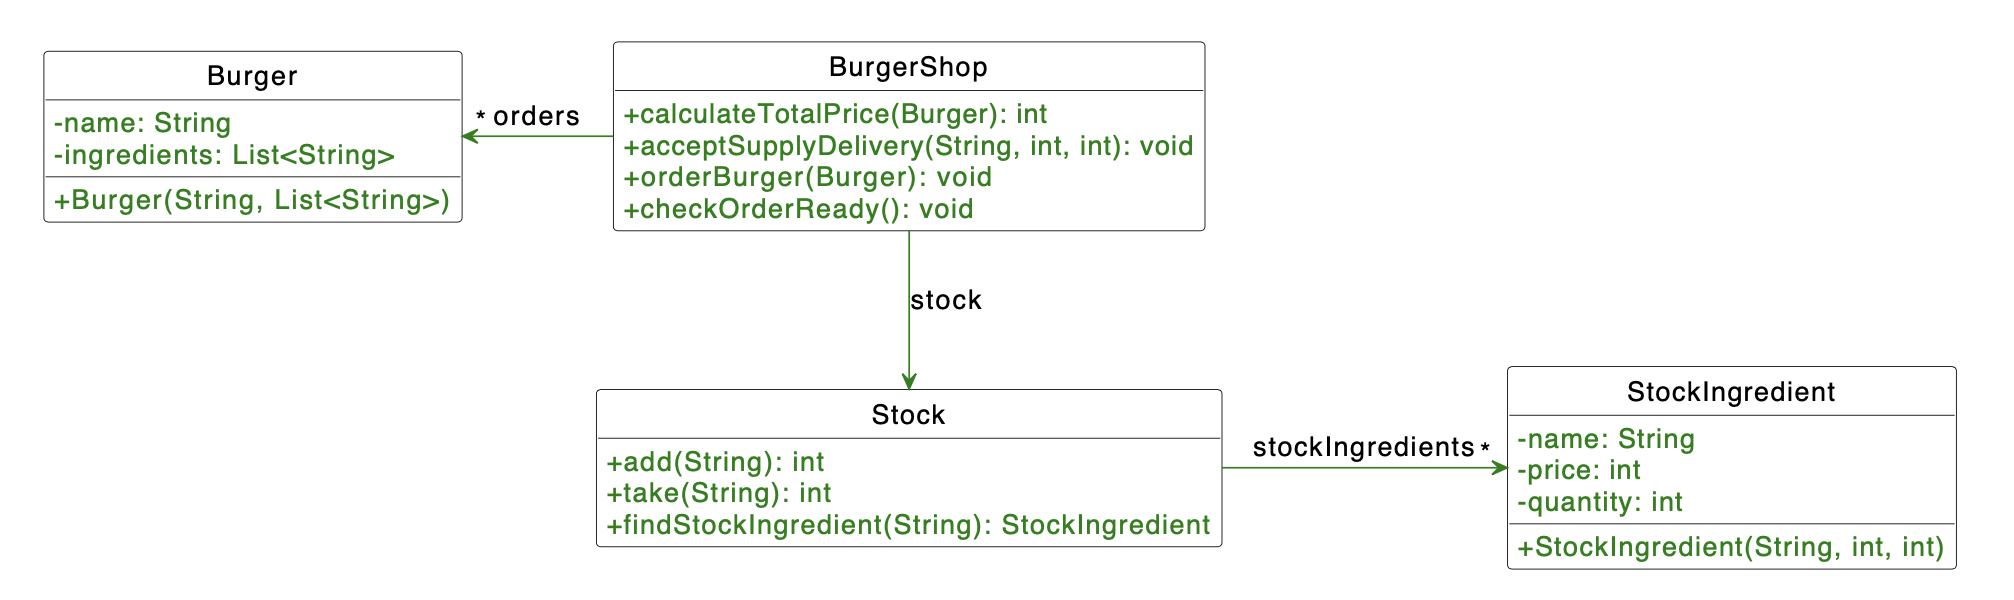 Burger
-name: String
-ingredients: List<String>
+Burger(String, List<String>)
* orders
BurgerShop
+calculateTotalPrice(Burger): int
+acceptSupplyDelivery(String, int, int): void
+orderBurger(Burger): void
+checkOrderReady(): void
stock
Stock
+add(String): int
+take(String): int
+findStockIngredient(String): StockIngredient
stockIngredients *
StockIngredient
-name: String
-price: int
-quantity: int
+StockIngredient(String, int, int)